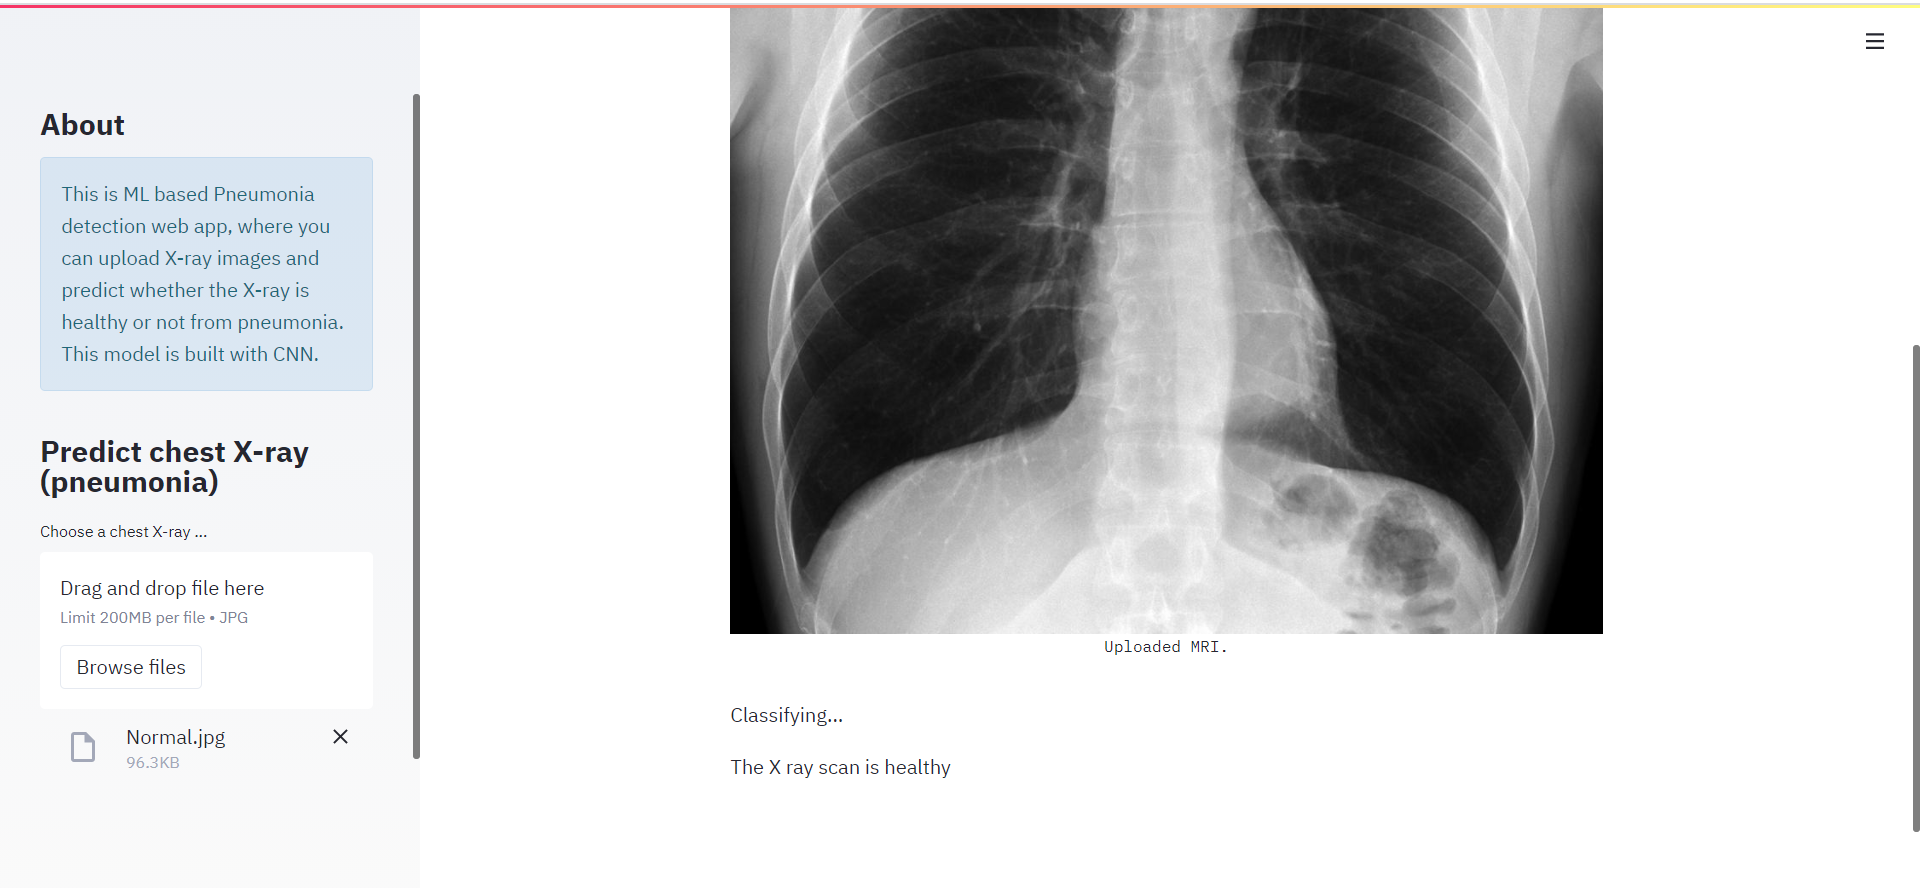 About
This is ML based Pneumonia
detection web app, where you
can upload X-ray images and
predict whether the X-ray is
healthy or not from pneumonia.
This model is built with CNN.
Predict chest X-ray
(pneumonia)
Choose a chest X-ray ...
Drag and drop file here
Limit 200MB per file • JPG
Browse files
Normal.jpg
96.3KB
Uploaded MRI.
Classifying...
The X ray scan is healthy